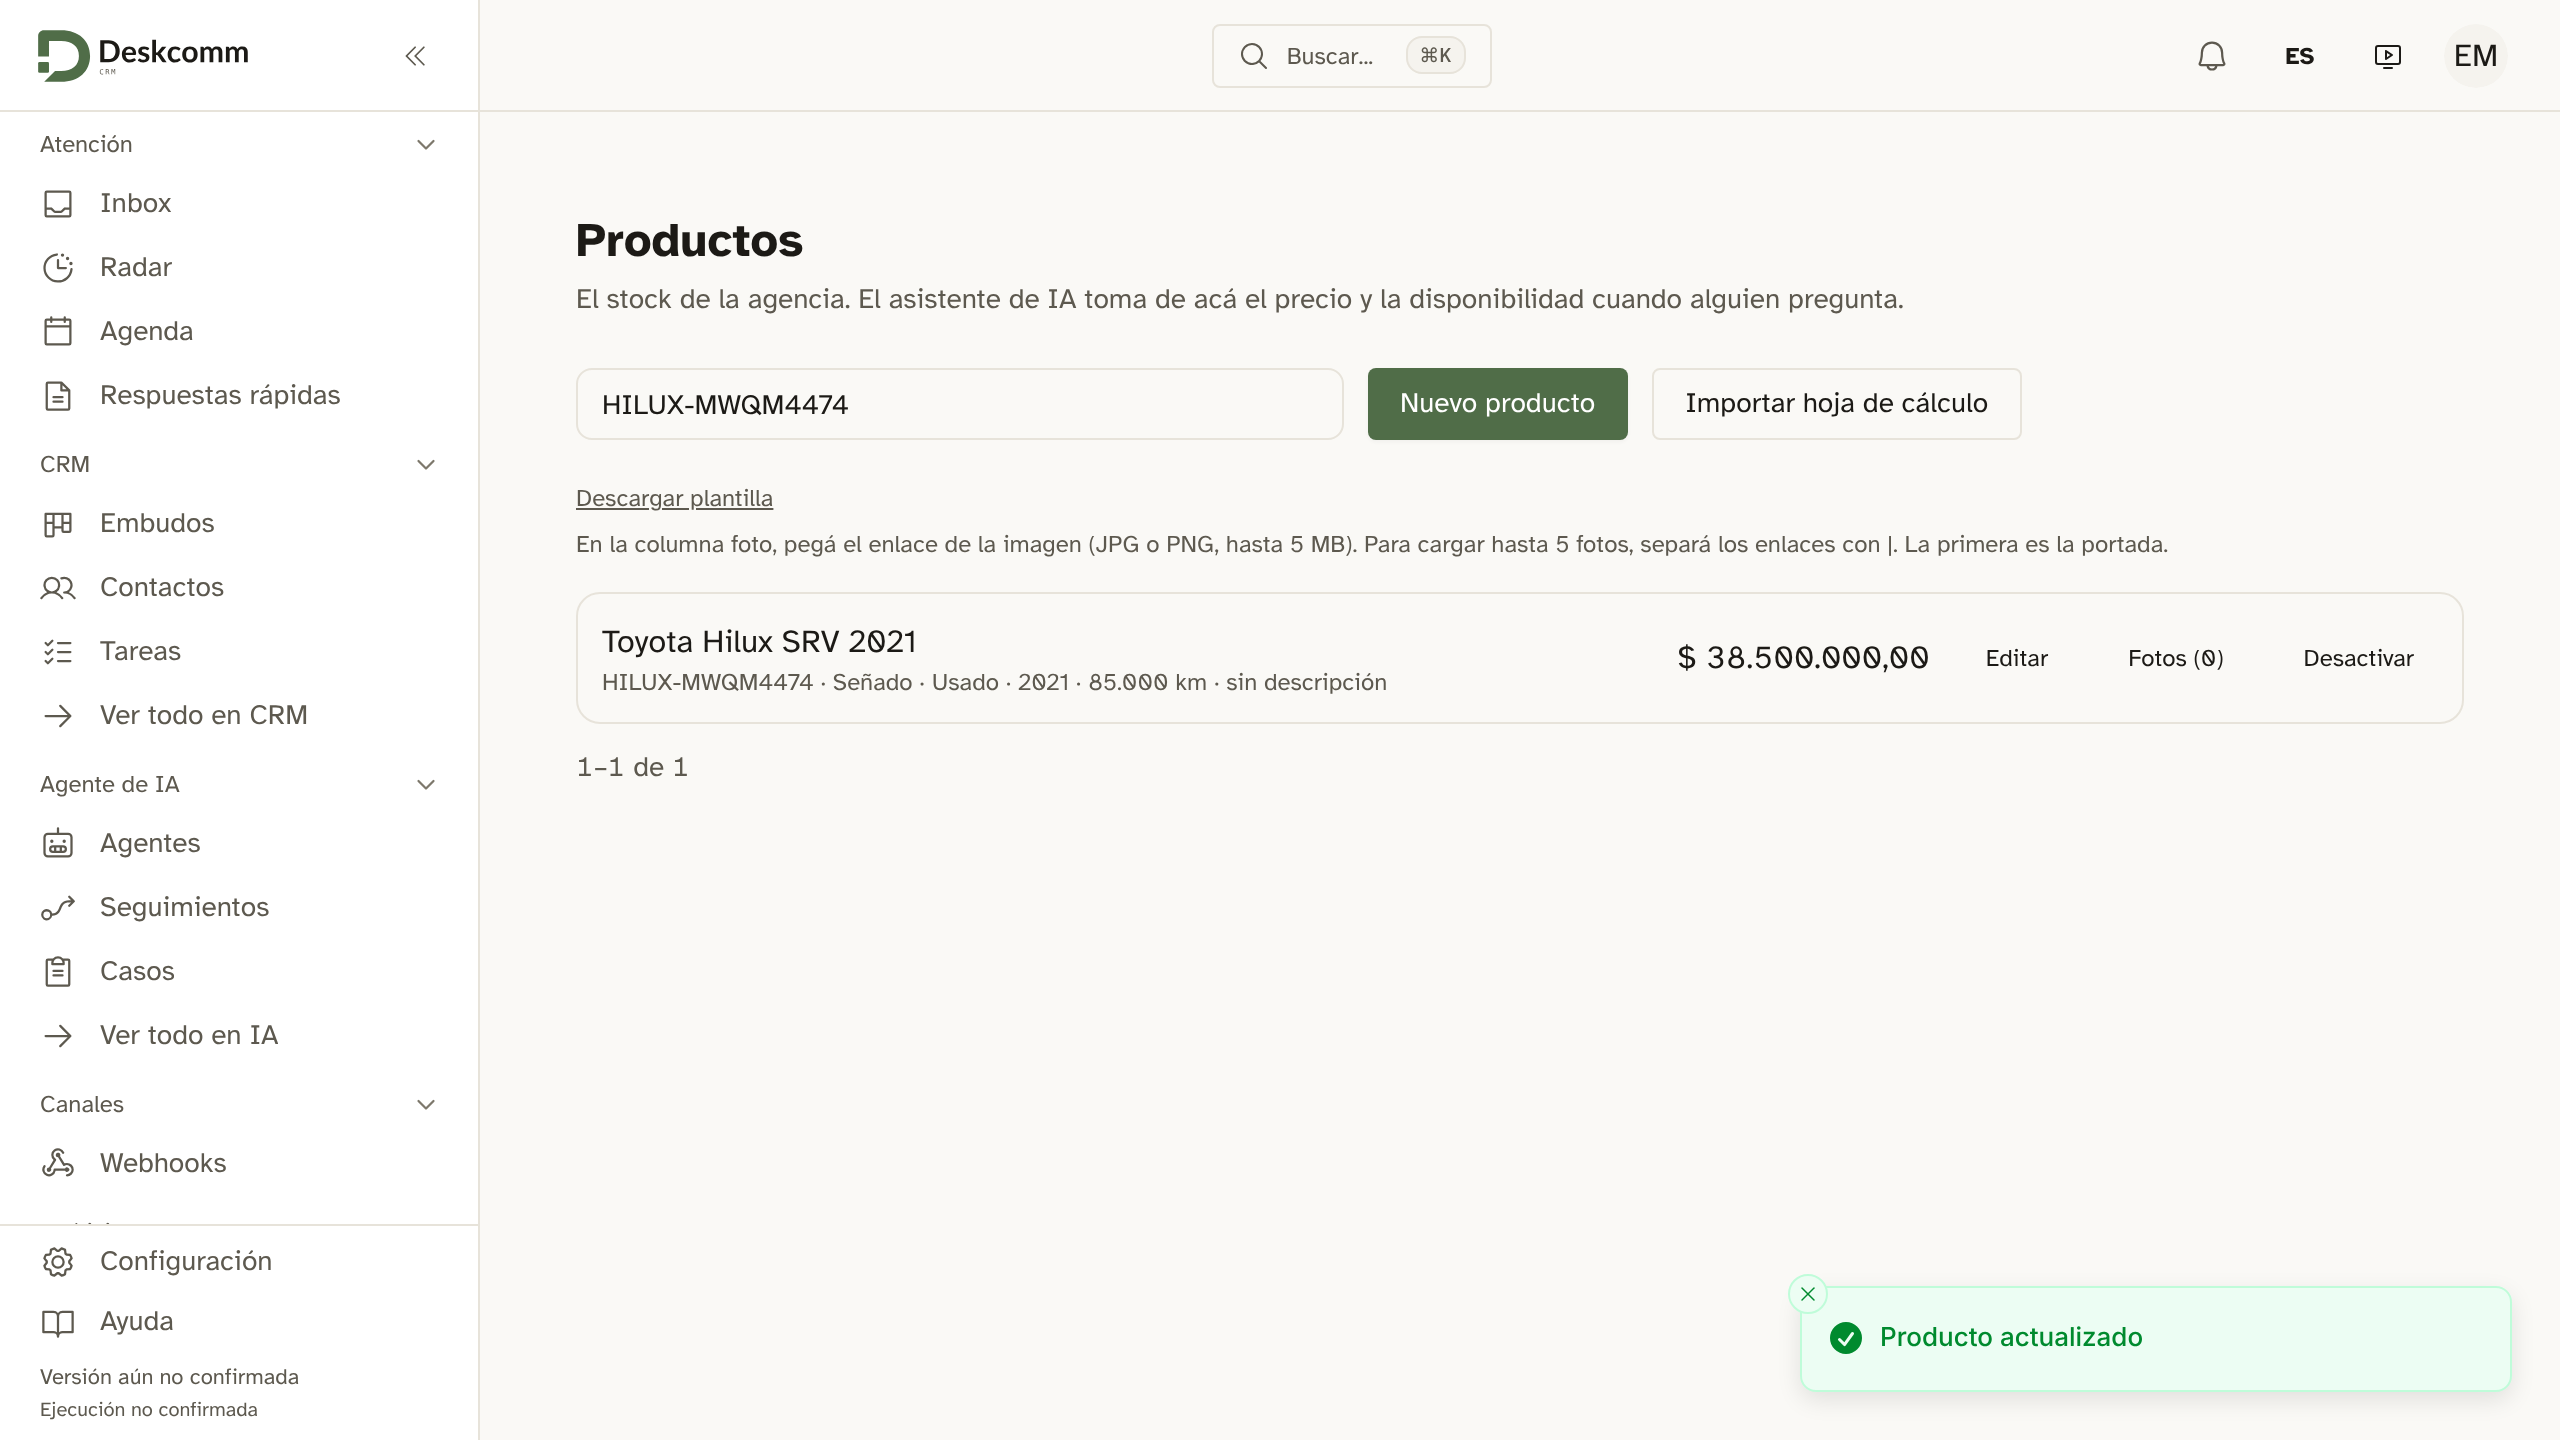 Deskcomm
CRM
Buscar...
⌘K
ES
EM
Atención
Inbox
Radar
Agenda
Respuestas rápidas
CRM
Embudos
Contactos
Tareas
Ver todo en CRM
Agente de IA
Agentes
Seguimientos
Casos
Ver todo en IA
Canales
Webhooks
Configuración
Ayuda
Versión aún no confirmada
Ejecución no confirmada
Productos
El stock de la agencia. El asistente de IA toma de acá el precio y la disponibilidad cuando alguien pregunta.
HILUX-MWQM4474
Nuevo producto
Importar hoja de cálculo
Descargar plantilla
En la columna foto, pegá el enlace de la imagen (JPG o PNG, hasta 5 MB). Para cargar hasta 5 fotos, separá los enlaces con |. La primera es la portada.
Toyota Hilux SRV 2021
HILUX-MWQM4474 · Señado · Usado · 2021 · 85.000 km · sin descripción
$ 38.500.000,00
Editar
Fotos (0)
Desactivar
1–1 de 1
Producto actualizado